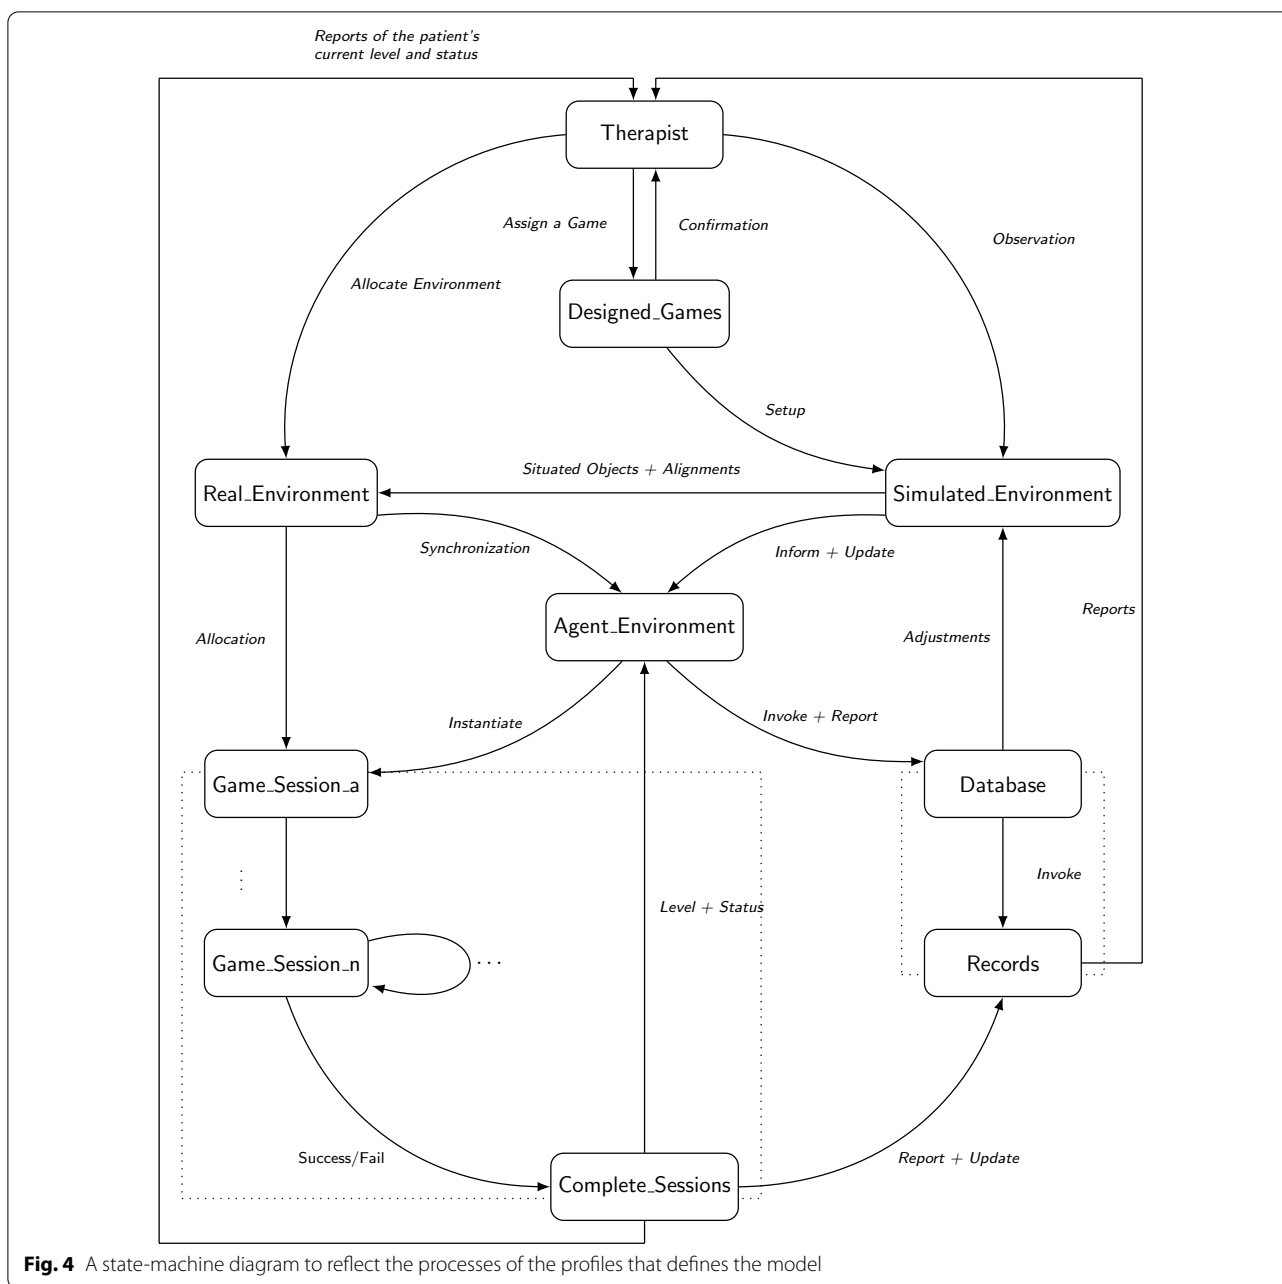 Reports of the patient's
current level and status
Therapist
Assign a Game
Confirmation
Observation
Allocate Environment
Designed_Games
Setup
Situated Objects + Alignments
Real_Environment
Simulated_Environment
Synchronization
Inform + Update
Agent_Environment
Reports
Allocation
Adjustments
Instantiate
Invoke + Report
Game_Session_a
Database
⋮
Invoke
Level + Status
Game_Session_n
...
Records
Success/Fail
Report + Update
Complete_Sessions
Fig. 4 A state-machine diagram to reflect the processes of the profiles that defines the model